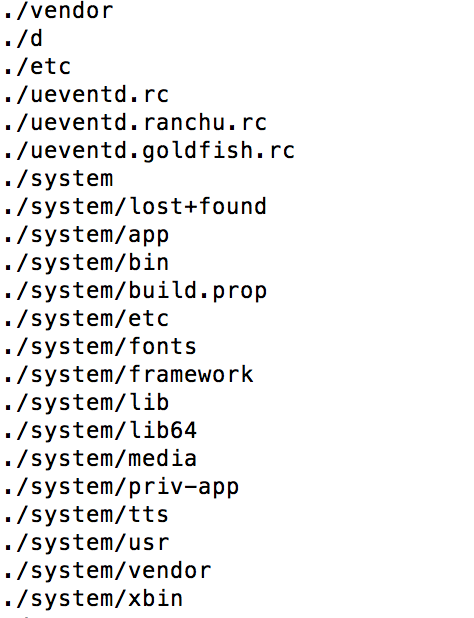 ./vendor
./d
./etc
./ueventd.rc
./ueventd.ranchu.rc
./ueventd.goldfish.rc
./system
./system/lost+found
./system/app
./system/bin
./system/build.prop
./system/etc
./system/fonts
./system/framework
./system/lib
./system/lib64
./system/media
./system/priv-app
./system/tts
./system/usr
./system/vendor
./system/xbin